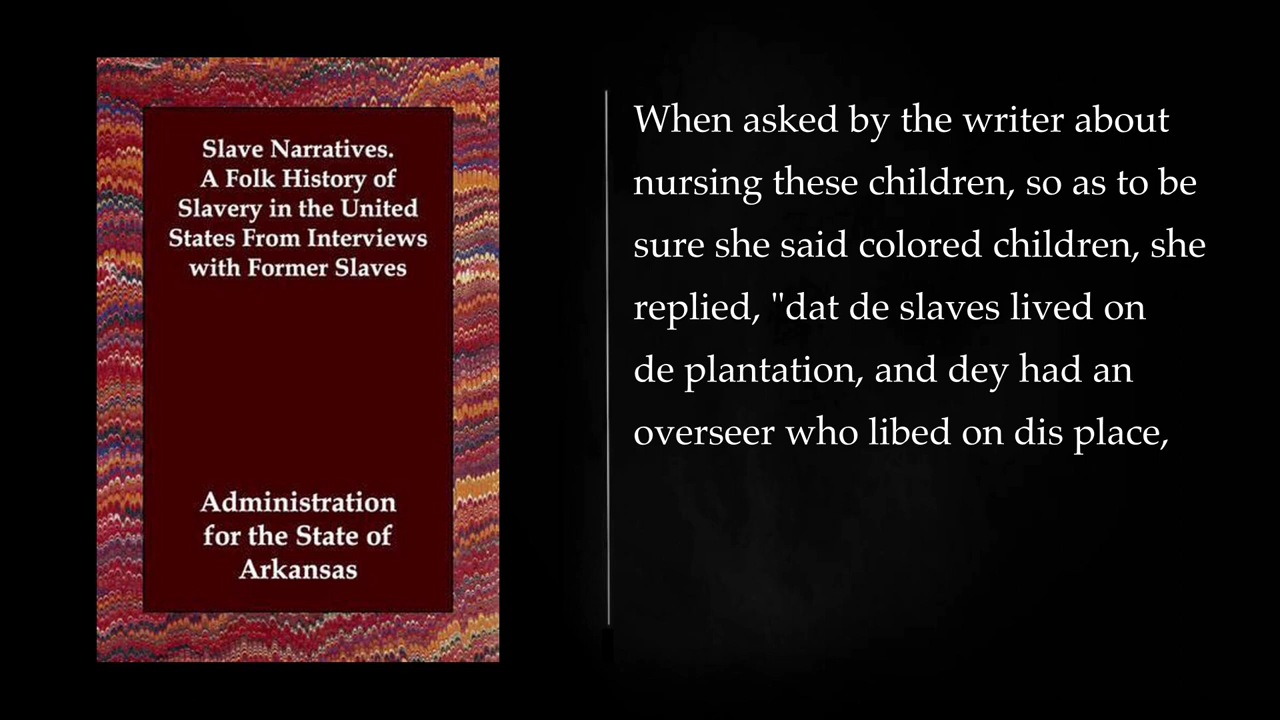 Slave Narratives.
A Folk History of
Slavery in the United
States From Interviews
with Former Slaves
Administration
for the State of
Arkansas
When asked by the writer about
nursing these children, so as to be
sure she said colored children, she
replied, "dat de slaves lived on
de plantation, and dey had an
overseer who libed on dis place,